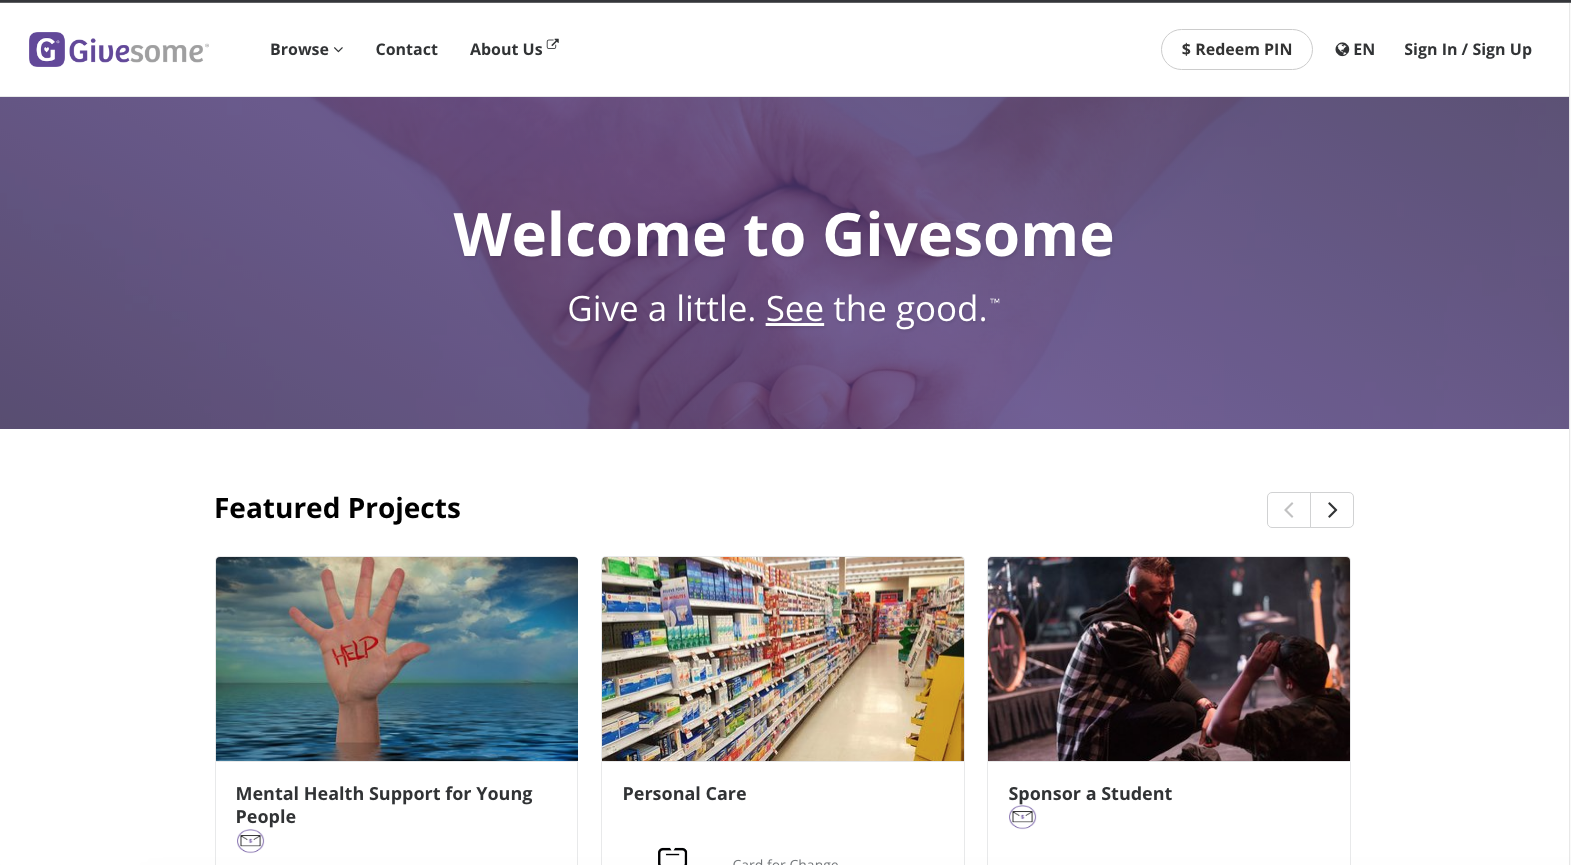 Givesome
Browse
Contact
About Us
$ Redeem PIN
EN
Sign In / Sign Up
Welcome to Givesome
Give a little. See the good.™
Featured Projects
HELP
Mental Health Support for Young
People
Personal Care
Card for Change
Sponsor a Student